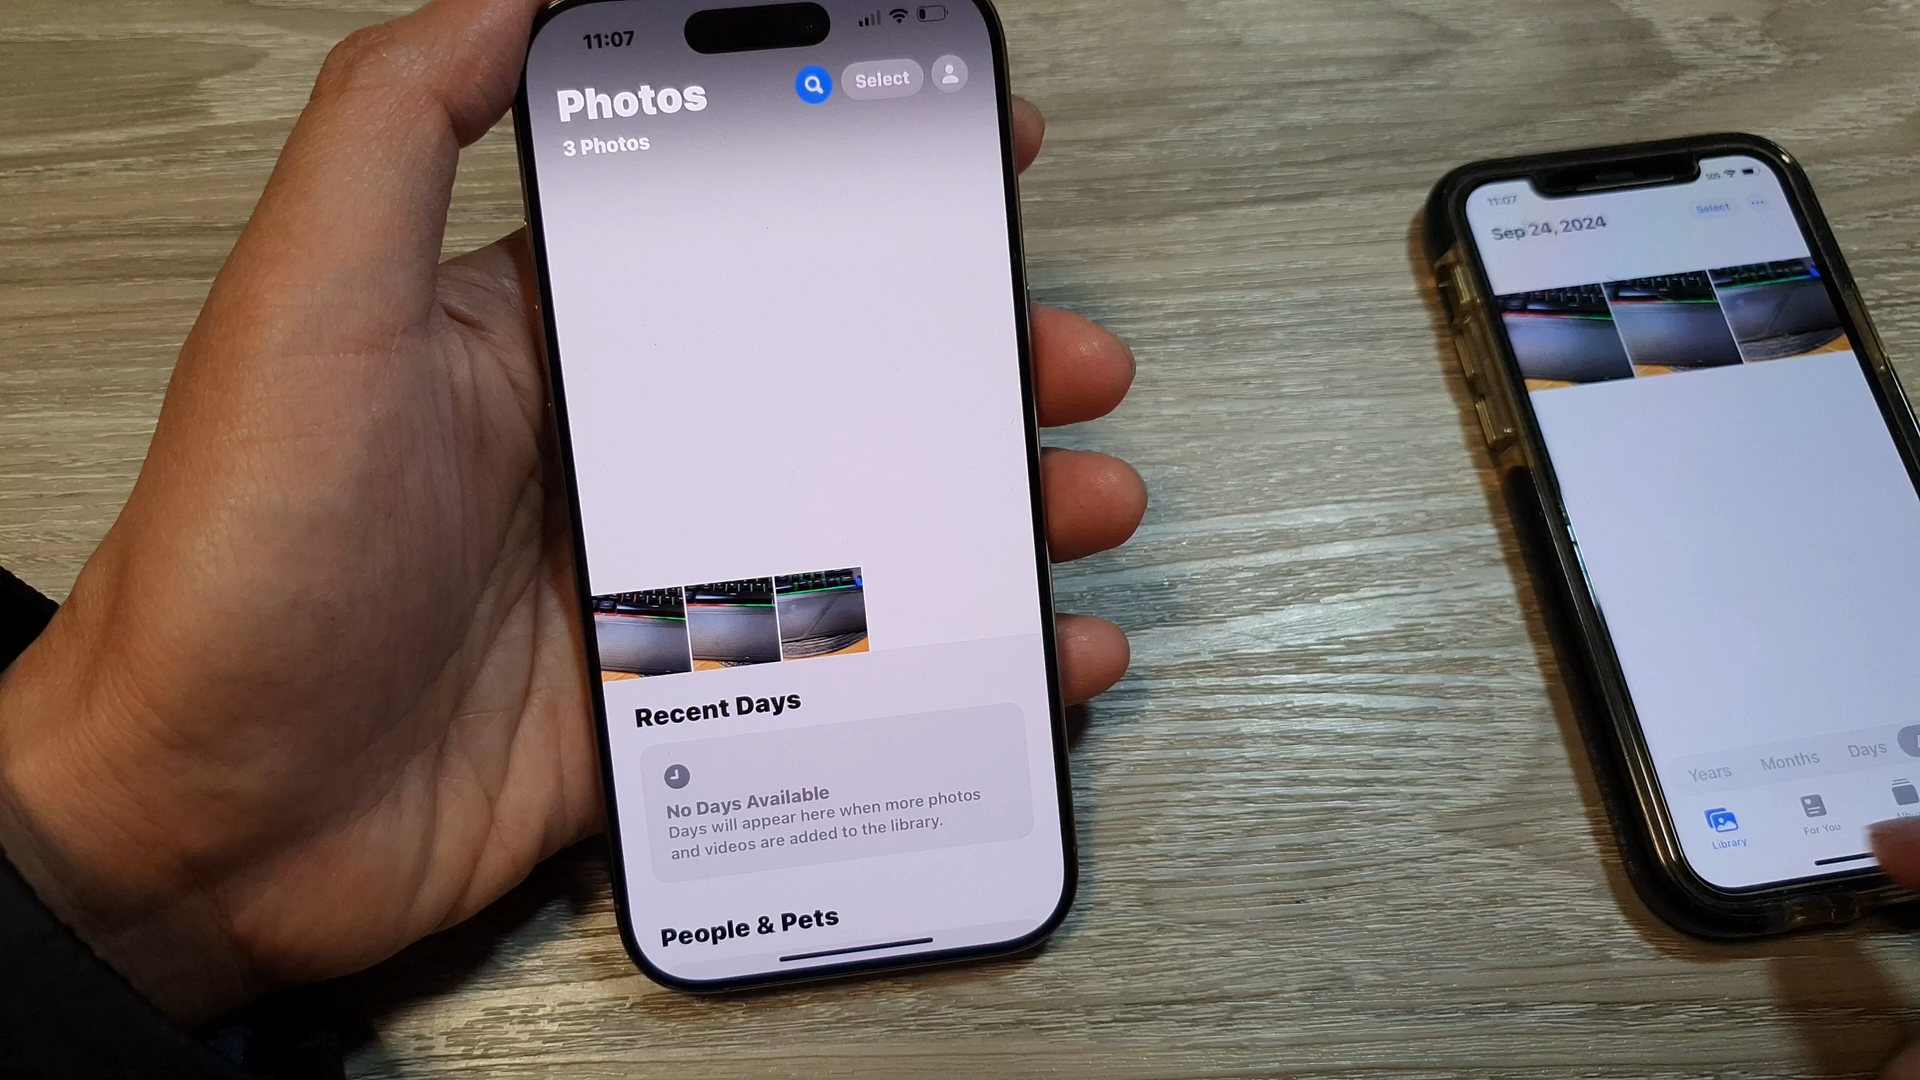 11:07
Photos
Select
3 Photos
Recent Days
No Days Available
Days will appear here when more photos
and videos are added to the library.
People & Pets
11:07
SOS
Sep 24, 2024
Select
Years
Months
Days
Library
For You